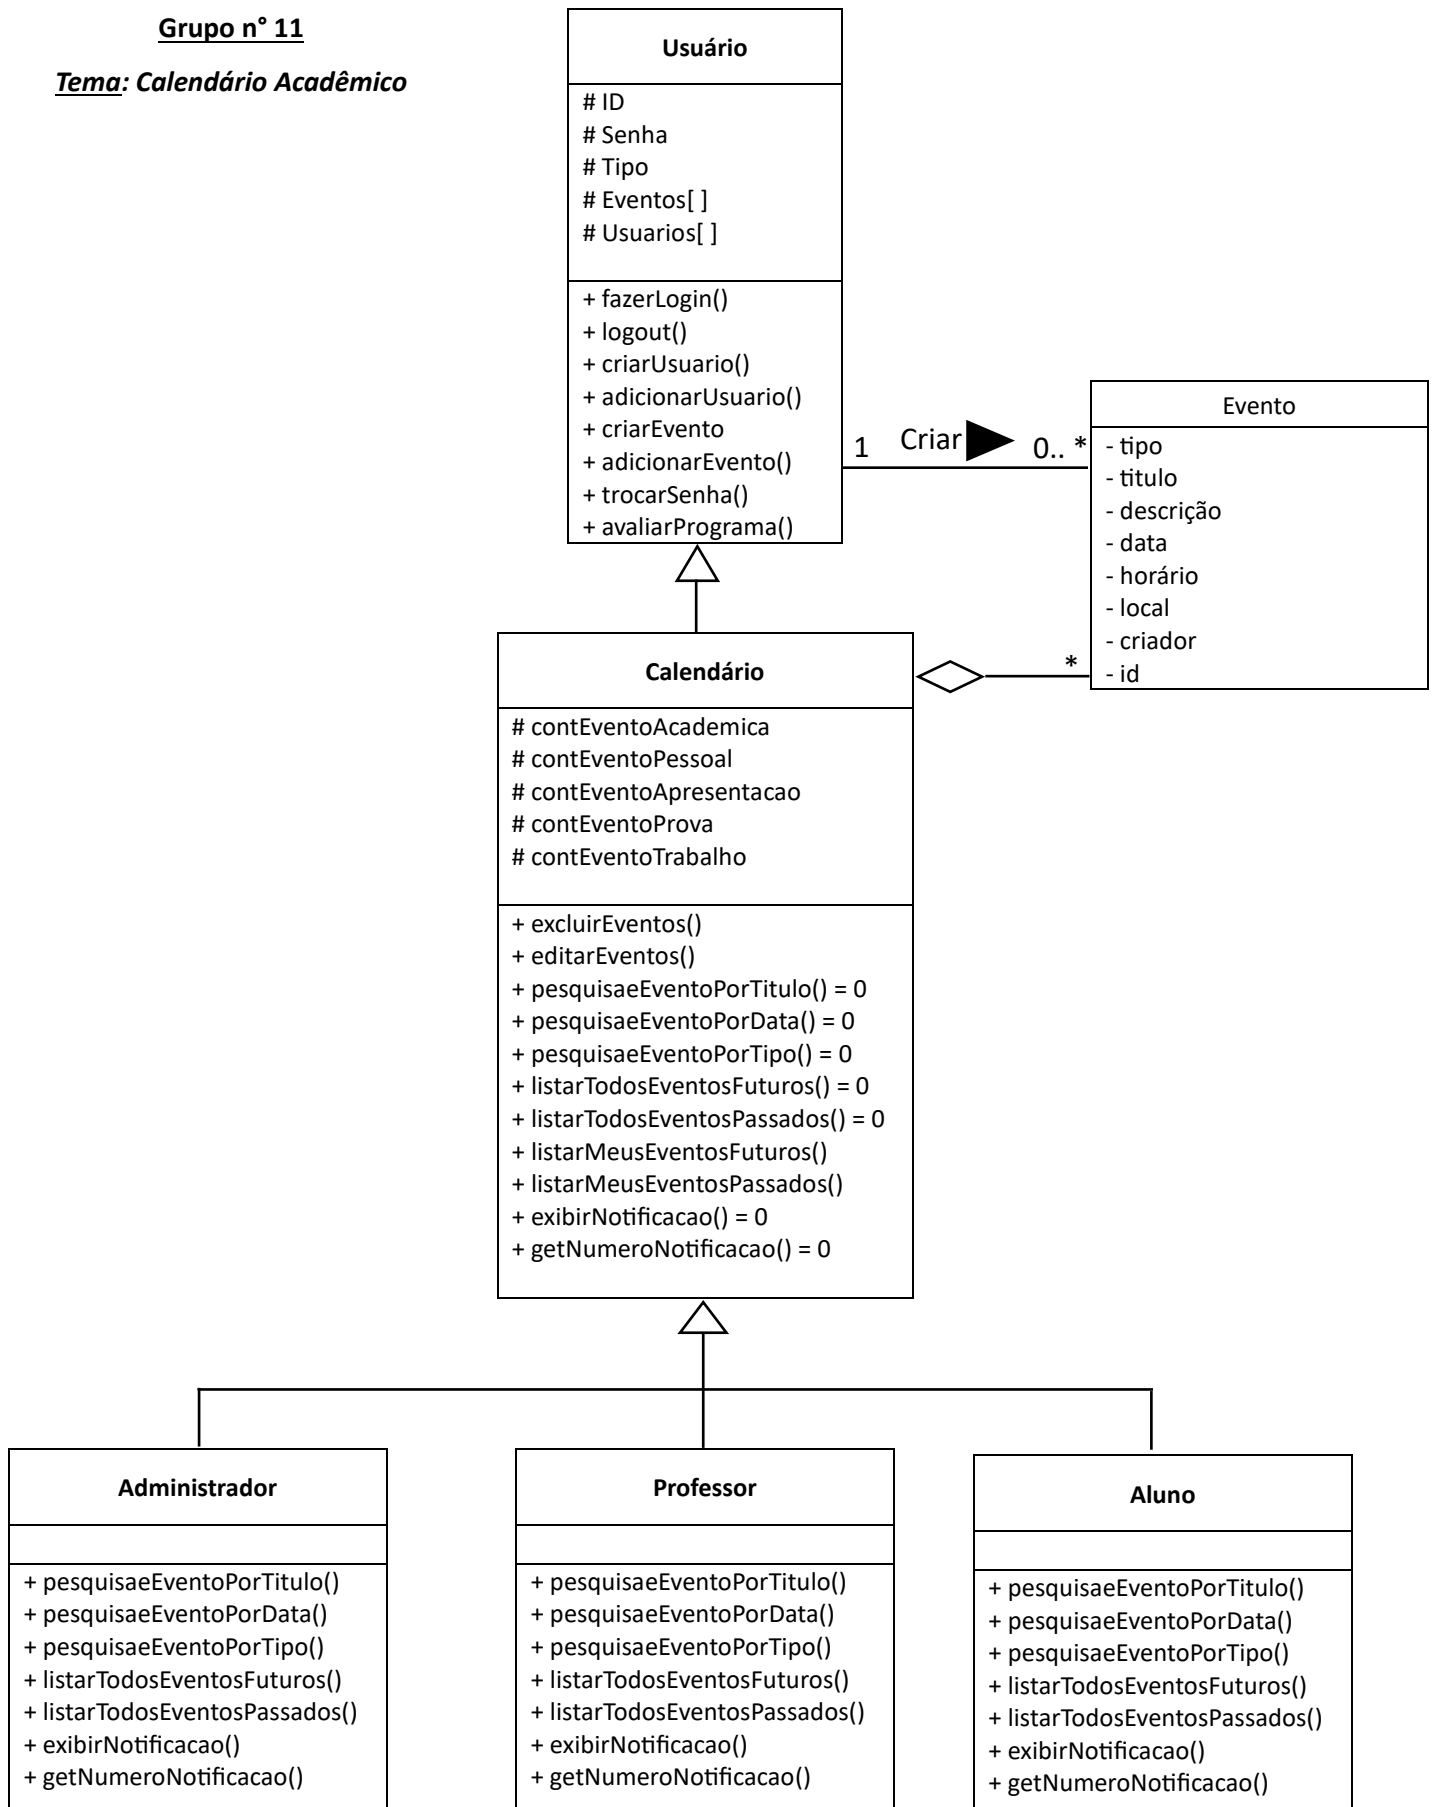 Grupo n° 11
Tema: Calendário Acadêmico
Usuário
# ID
# Senha
# Tipo
# Eventos[ ]
# Usuarios[ ]
+ fazerLogin()
+ logout()
+ criarUsuario()
+ adicionarUsuario()
+ criarEvento
+ adicionarEvento()
+ trocarSenha()
+ avaliarPrograma()
1 Criar 0.. *
Evento
- tipo
- titulo
- descrição
- data
- horário
- local
- criador
- id
*
Calendário
# contEventoAcademica
# contEventoPessoal
# contEventoApresentacao
# contEventoProva
# contEventoTrabalho
+ excluirEventos()
+ editarEventos()
+ pesquisaeEventoPorTitulo() = 0
+ pesquisaeEventoPorData() = 0
+ pesquisaeEventoPorTipo() = 0
+ listarTodosEventosFuturos() = 0
+ listarTodosEventosPassados() = 0
+ listarMeusEventosFuturos()
+ listarMeusEventosPassados()
+ exibirNotificacao() = 0
+ getNumeroNotificacao() = 0
Administrador
+ pesquisaeEventoPorTitulo()
+ pesquisaeEventoPorData()
+ pesquisaeEventoPorTipo()
+ listarTodosEventosFuturos()
+ listarTodosEventosPassados()
+ exibirNotificacao()
+ getNumeroNotificacao()
Professor
+ pesquisaeEventoPorTitulo()
+ pesquisaeEventoPorData()
+ pesquisaeEventoPorTipo()
+ listarTodosEventosFuturos()
+ listarTodosEventosPassados()
+ exibirNotificacao()
+ getNumeroNotificacao()
Aluno
+ pesquisaeEventoPorTitulo()
+ pesquisaeEventoPorData()
+ pesquisaeEventoPorTipo()
+ listarTodosEventosFuturos()
+ listarTodosEventosPassados()
+ exibirNotificacao()
+ getNumeroNotificacao()